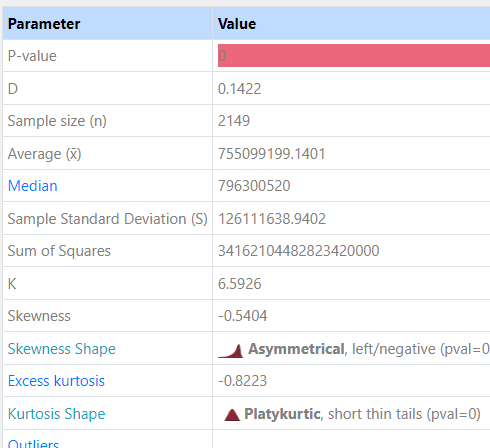 Parameter Value
P-value 0
D 0.1422
Sample size (n) 2149
Average (x̄) 755099199.1401
Median 796300520
Sample Standard Deviation (S) 126111638.9402
Sum of Squares 34162104482823420000
K 6.5926
Skewness -0.5404
Skewness Shape Asymmetrical, left/negative (pval=0
Excess kurtosis -0.8223
Kurtosis Shape Platykurtic, short thin tails (pval=0)
Outliers